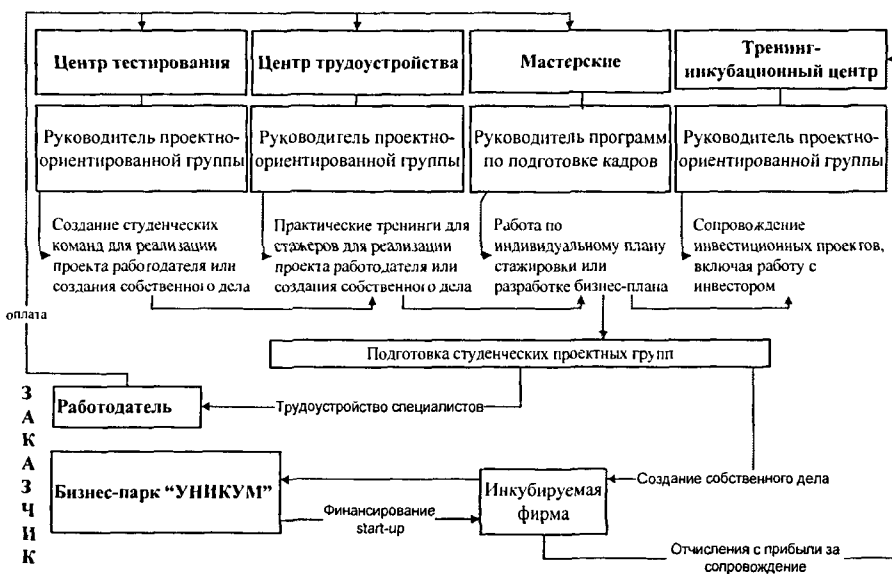 Центр тестирования
Центр трудоустройства
Мастерские
Тренинг-
инкубационный центр
Руководитель проектно-
ориентированной группы
Руководитель проектно-
ориентированной группы
Руководитель программ
по подготовке кадров
Руководитель проектно-
ориентированной группы
Создание студенческих
команд для реализации
проекта работодателя или
создания собственного дела
Практические тренинги для
стажеров для реализации
проекта работодателя или
создания собственного дела
Работа по
индивидуальному плану
стажировки или
разработке бизнес-плана
Сопровождение
инвестиционных проектов,
включая работу с
инвестором
оплата
Подготовка студенческих проектных групп
ЗАКАЗЧИК
Работодатель
Трудоустройство специалистов
Бизнес-парк “УНИКУМ”
Финансирование
start-up
Инкубируемая
фирма
Создание собственного дела
Отчисления с прибыли за
сопровождение